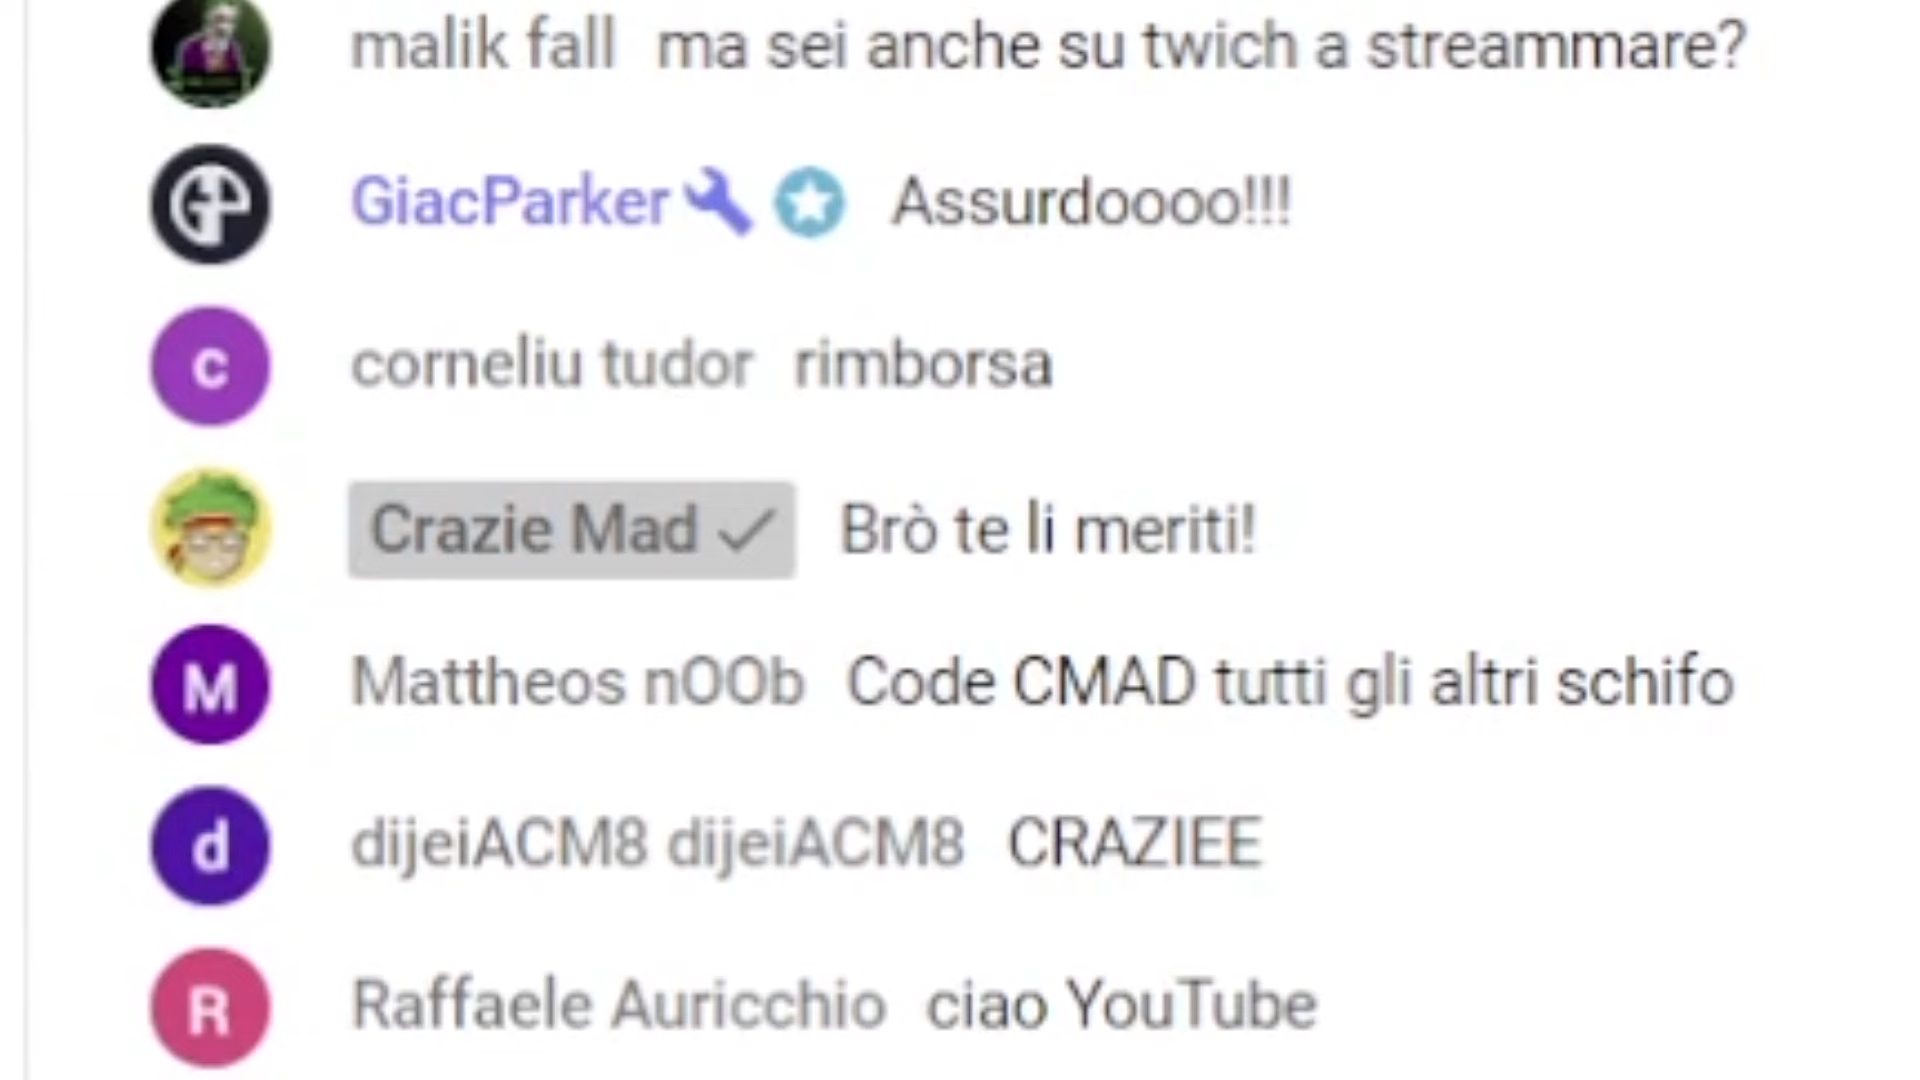 malik fall ma sei anche su twich a streammare?
GiacParker Assurdoooo!!!
c corneliu tudor rimborsa
Crazie Mad ✓ Brò te li meriti!
M Mattheos nOOb Code CMAD tutti gli altri schifo
d dijeiACM8 dijeiACM8 CRAZIEE
R Raffaele Auricchio ciao YouTube